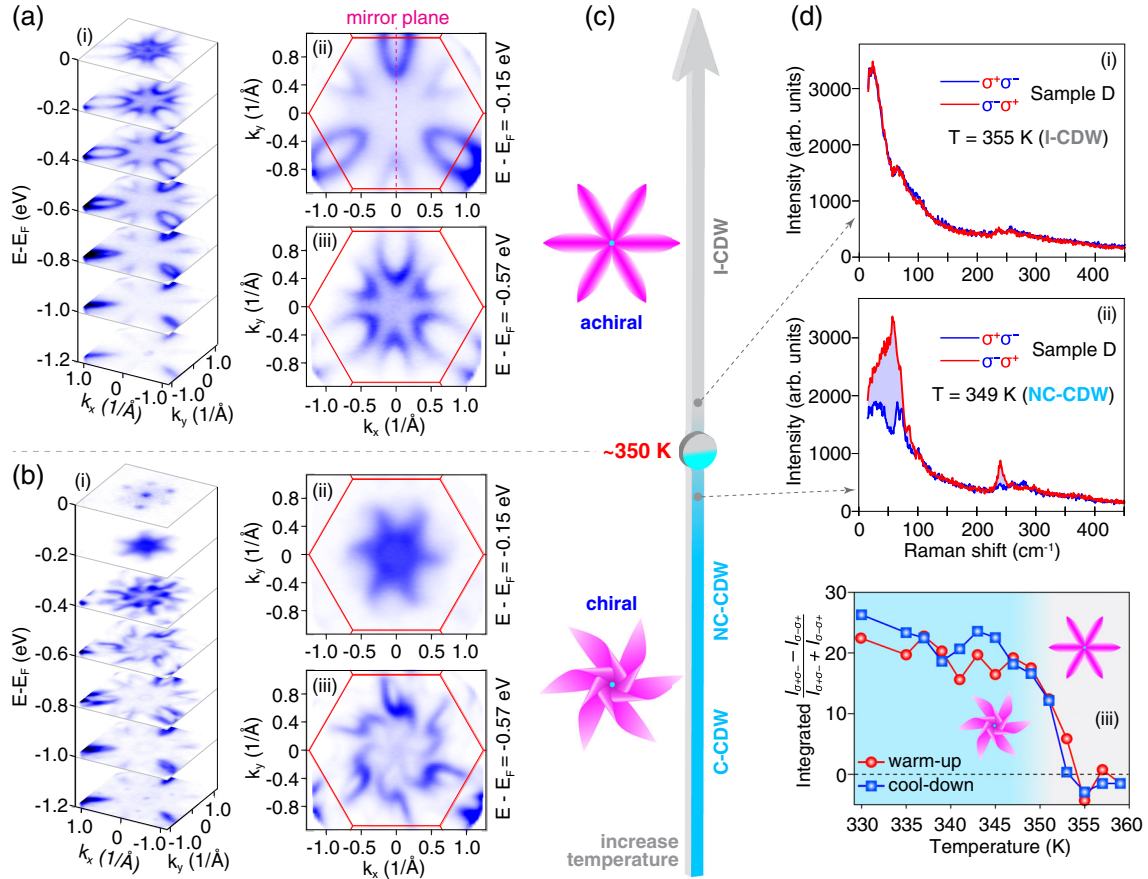 (a)
(i)
0
-0.2
-0.4
-0.6
-0.8
-1.0
-1.2
E-E_F (eV)
1.0
0
-1.0
k_x (1/Å)
-1.0
0
1.0
k_y (1/Å)
mirror plane
(ii)
0.8
0.4
0
-0.4
-0.8
k_y (1/Å)
-1.0 -0.5 0 0.5 1.0
E - E_F = -0.15 eV
(iii)
0.8
0.4
0
-0.4
-0.8
k_y (1/Å)
-1.0 -0.5 0 0.5 1.0
k_x (1/Å)
E - E_F = -0.57 eV
(b)
(i)
0
-0.2
-0.4
-0.6
-0.8
-1.0
-1.2
E-E_F (eV)
1.0
0
-1.0
k_x (1/Å)
-1.0
0
1.0
k_y (1/Å)
(ii)
0.8
0.4
0
-0.4
-0.8
k_y (1/Å)
E - E_F = -0.15 eV
(iii)
0.8
0.4
0
-0.4
-0.8
k_y (1/Å)
-1.0 -0.5 0 0.5 1.0
k_x (1/Å)
E - E_F = -0.57 eV
(c)
I-CDW
achiral
~350 K
chiral
NC-CDW
C-CDW
increase
temperature
(d)
(i)
σ+σ-
σ-σ+
Sample D
T = 355 K (I-CDW)
3000
2000
1000
0
Intensity (arb. units)
0 50 150 250 350 450
(ii)
σ+σ-
σ-σ+
Sample D
T = 349 K (NC-CDW)
3000
2000
1000
0
Intensity (arb. units)
0 50 150 250 350 450
Raman shift (cm-1)
30
20
10
0
Integrated I_σ+σ- - I_σ-σ+ / I_σ+σ- + I_σ-σ+
(iii)
warm-up
cool-down
330 335 340 345 350 355 360
Temperature (K)